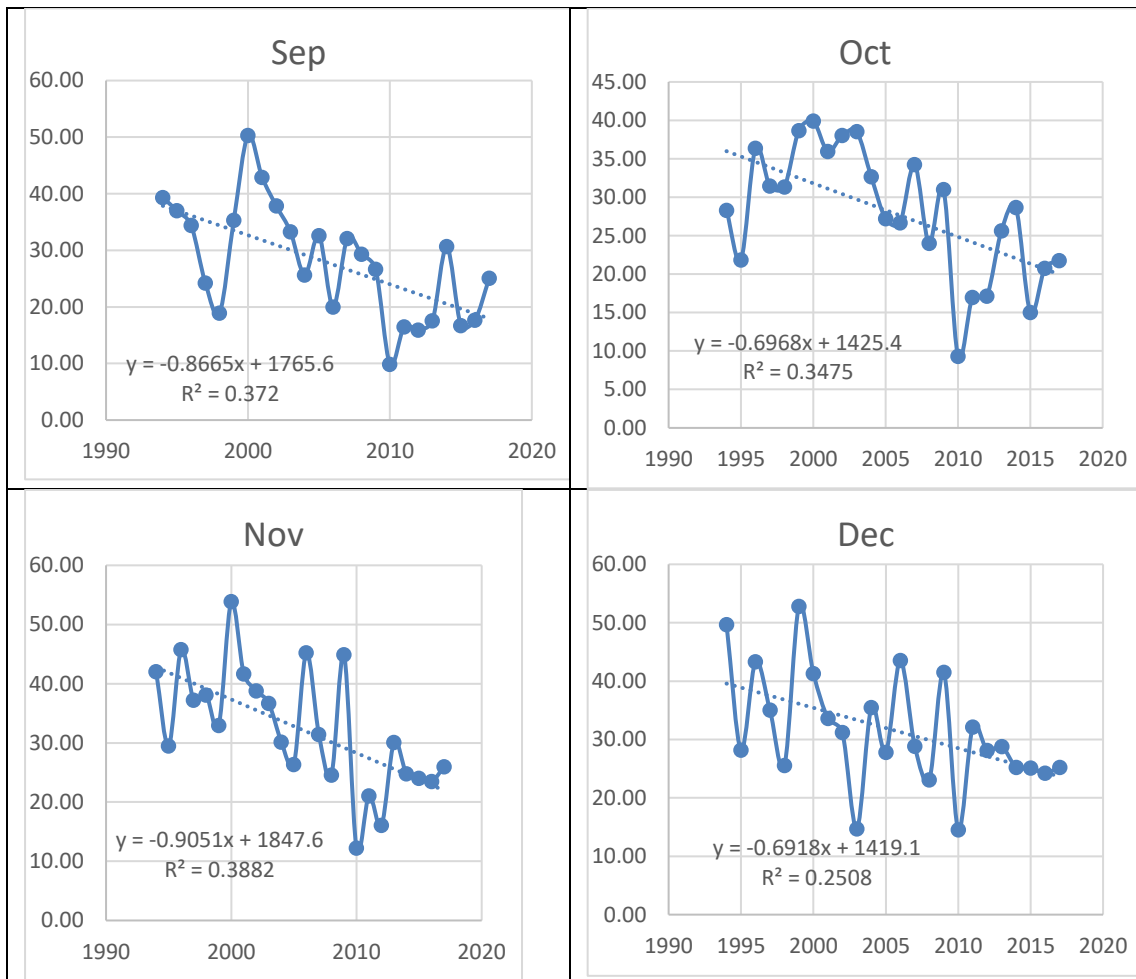 Sep
60.00
50.00
40.00
30.00
20.00
10.00
0.00
y = -0.8665x + 1765.6
R² = 0.372
1990 2000 2010 2020
Oct
45.00
40.00
35.00
30.00
25.00
20.00
15.00
10.00
5.00
0.00
y = -0.6968x + 1425.4
R² = 0.3475
1990 1995 2000 2005 2010 2015 2020
Nov
60.00
50.00
40.00
30.00
20.00
10.00
0.00
y = -0.9051x + 1847.6
R² = 0.3882
1990 2000 2010 2020
Dec
60.00
50.00
40.00
30.00
20.00
10.00
0.00
y = -0.6918x + 1419.1
R² = 0.2508
1990 1995 2000 2005 2010 2015 2020